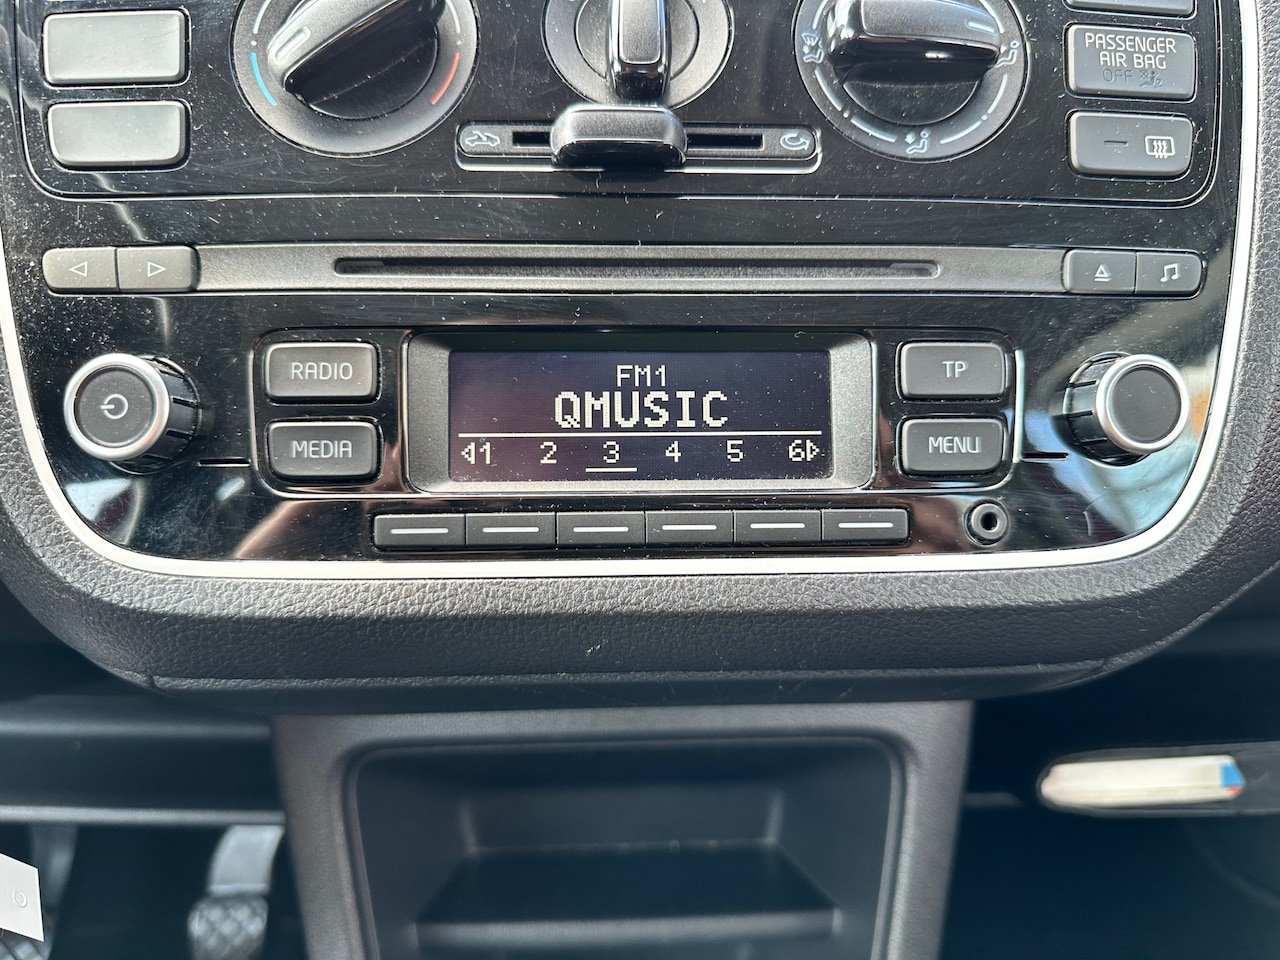 PASSENGER
AIR BAG
OFF
RADIO
MEDIA
FM1
QMUSIC
1 2 3 4 5 6
TP
MENU